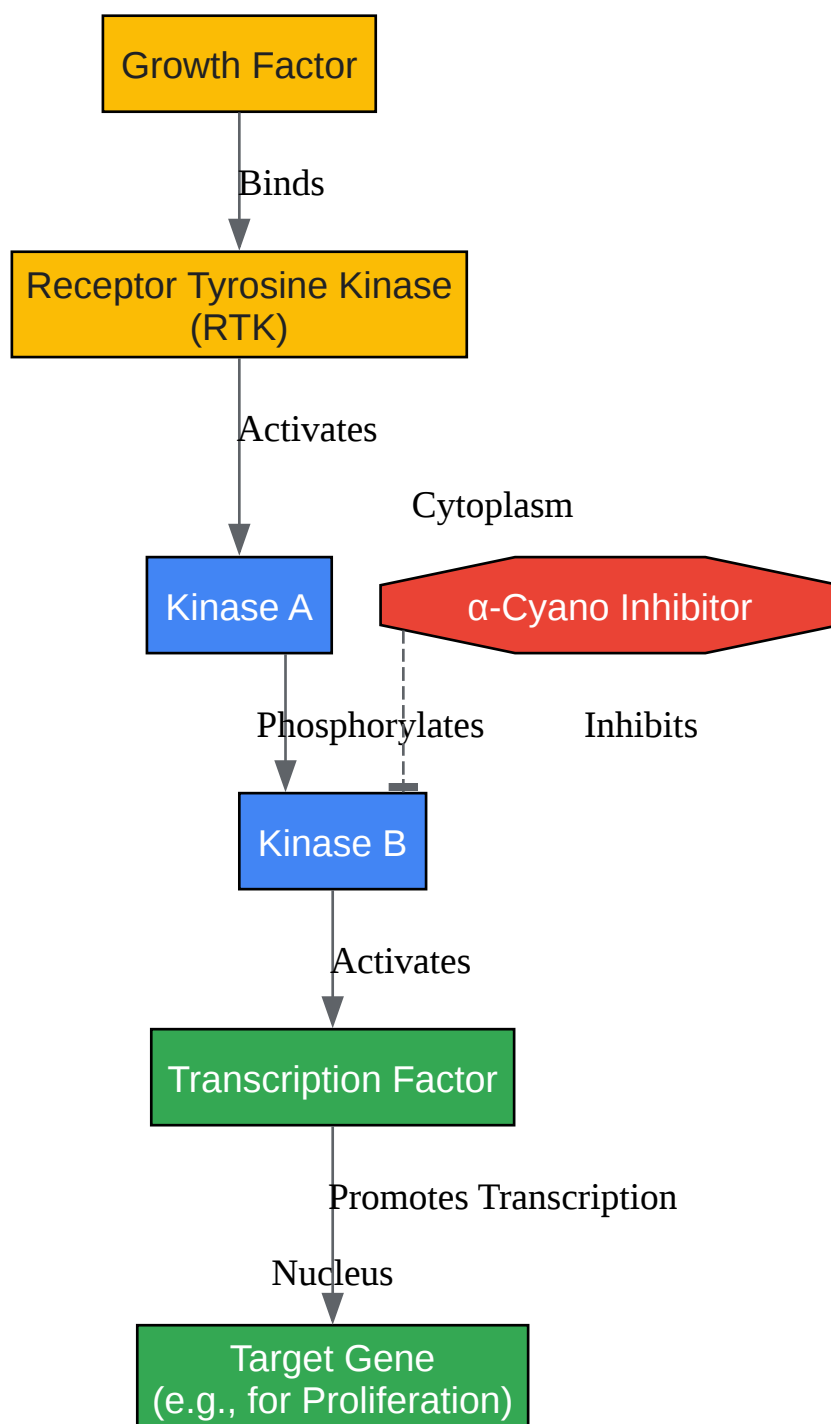 Growth Factor
Binds
Receptor Tyrosine Kinase
(RTK)
Activates
Cytoplasm
Kinase A
α-Cyano Inhibitor
Phosphorylates
Inhibits
Kinase B
Activates
Transcription Factor
Promotes Transcription
Nucleus
Target Gene
(e.g., for Proliferation)